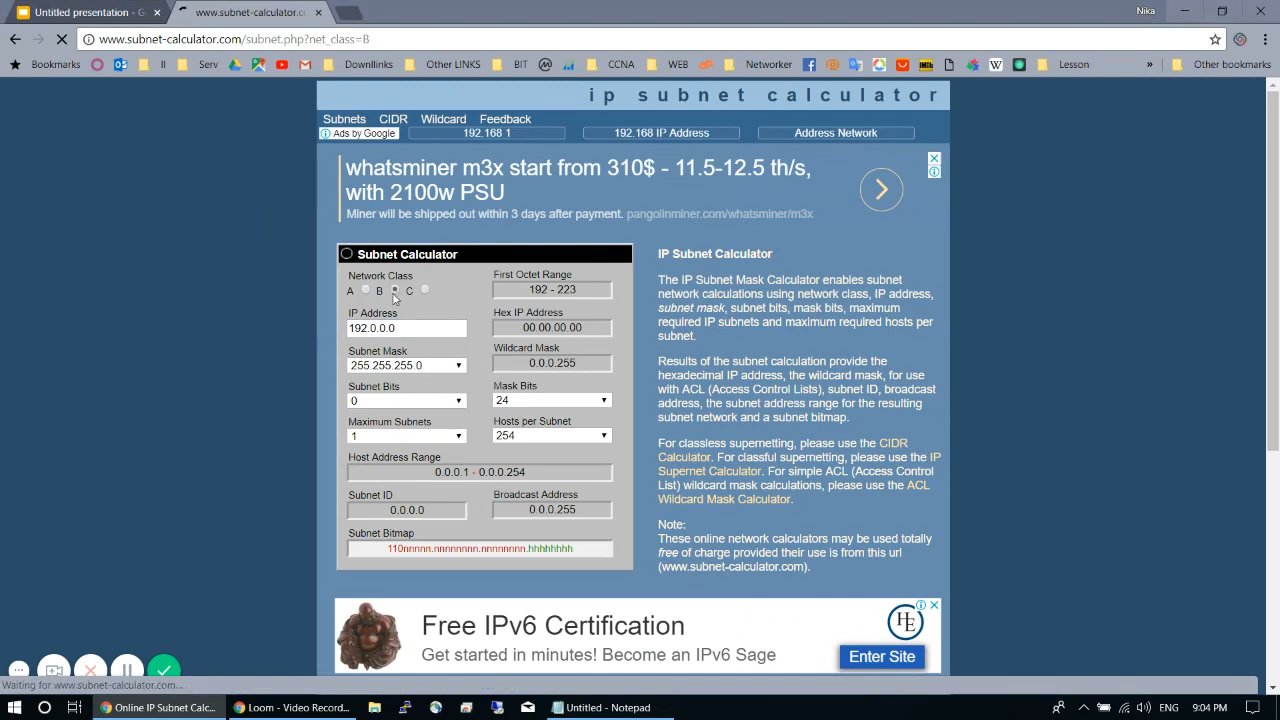 Untitled presentation - G
www.subnet-calculator.c
Nika
www.subnet-calculator.com/subnet.php?net_class=B
Bookmarks
II
Serv
Downllinks
Other LINKS
BIT
CCNA
WEB
Networker
Lesson
»
Other bookmarks
ip subnet calculator
Subnets CIDR Wildcard Feedback
Ads by Google
192.168 1
192.168 IP Address
Address Network
whatsminer m3x start from 310$ - 11.5-12.5 th/s,
with 2100w PSU
Miner will be shipped out within 3 days after payment. pangolinminer.com/whatsminer/m3x
Subnet Calculator
Network Class
A B C
First Octet Range
192 - 223
IP Address
192.0.0.0
Hex IP Address
00.00.00.00
Subnet Mask
255.255.255.0
Wildcard Mask
0.0.0.255
Subnet Bits
0
Mask Bits
24
Maximum Subnets
1
Hosts per Subnet
254
Host Address Range
0.0.0.1 - 0.0.0.254
Subnet ID
0.0.0.0
Broadcast Address
0.0.0.255
Subnet Bitmap
110nnnnn.nnnnnnnn.nnnnnnnn.hhhhhhhh
IP Subnet Calculator
The IP Subnet Mask Calculator enables subnet
network calculations using network class, IP address,
subnet mask, subnet bits, mask bits, maximum
required IP subnets and maximum required hosts per
subnet.
Results of the subnet calculation provide the
hexadecimal IP address, the wildcard mask, for use
with ACL (Access Control Lists), subnet ID, broadcast
address, the subnet address range for the resulting
subnet network and a subnet bitmap.
For classless supernetting, please use the CIDR
Calculator. For classful supernetting, please use the IP
Supernet Calculator. For simple ACL (Access Control
List) wildcard mask calculations, please use the ACL
Wildcard Mask Calculator.
Note:
These online network calculators may be used totally
free of charge provided their use is from this url
(www.subnet-calculator.com).
Free IPv6 Certification
Get started in minutes! Become an IPv6 Sage
HE
Enter Site
Waiting for www.subnet-calculator.com...
Online IP Subnet Calc...
Loom - Video Record...
Untitled - Notepad
ENG
9:04 PM